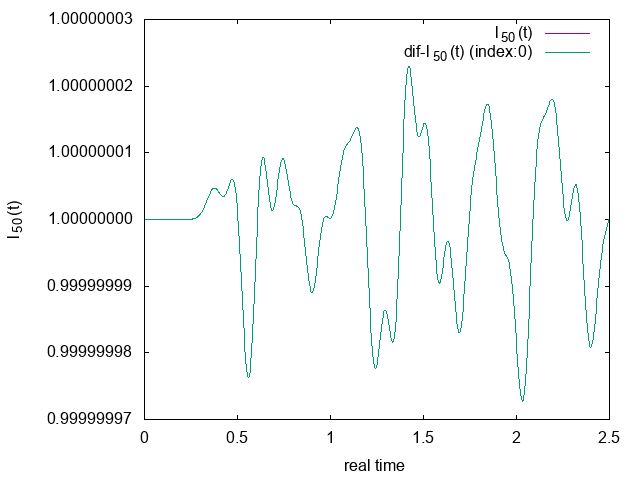 1.00000003
1.00000002
1.00000001
1.00000000
0.99999999
0.99999998
0.99999997
0 0.5 1 1.5 2 2.5
I50(t)
real time
I50(t)
dif-I50(t) (index:0)